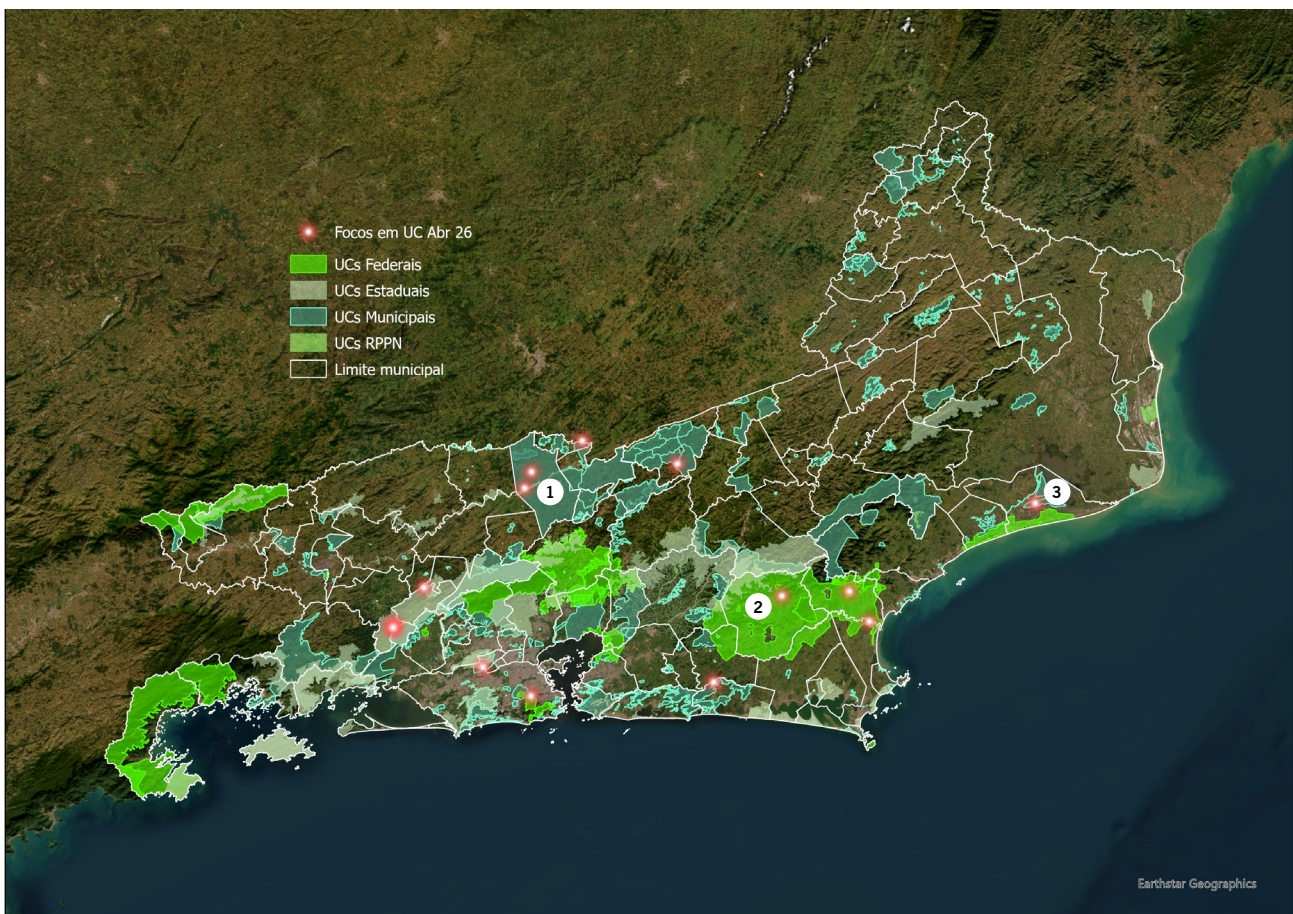 Focos em UC Abr 26
UCs Federais
UCs Estaduais
UCs Municipais
UCs RPPN
Limite municipal
1
3
2
Earthstar Geographics